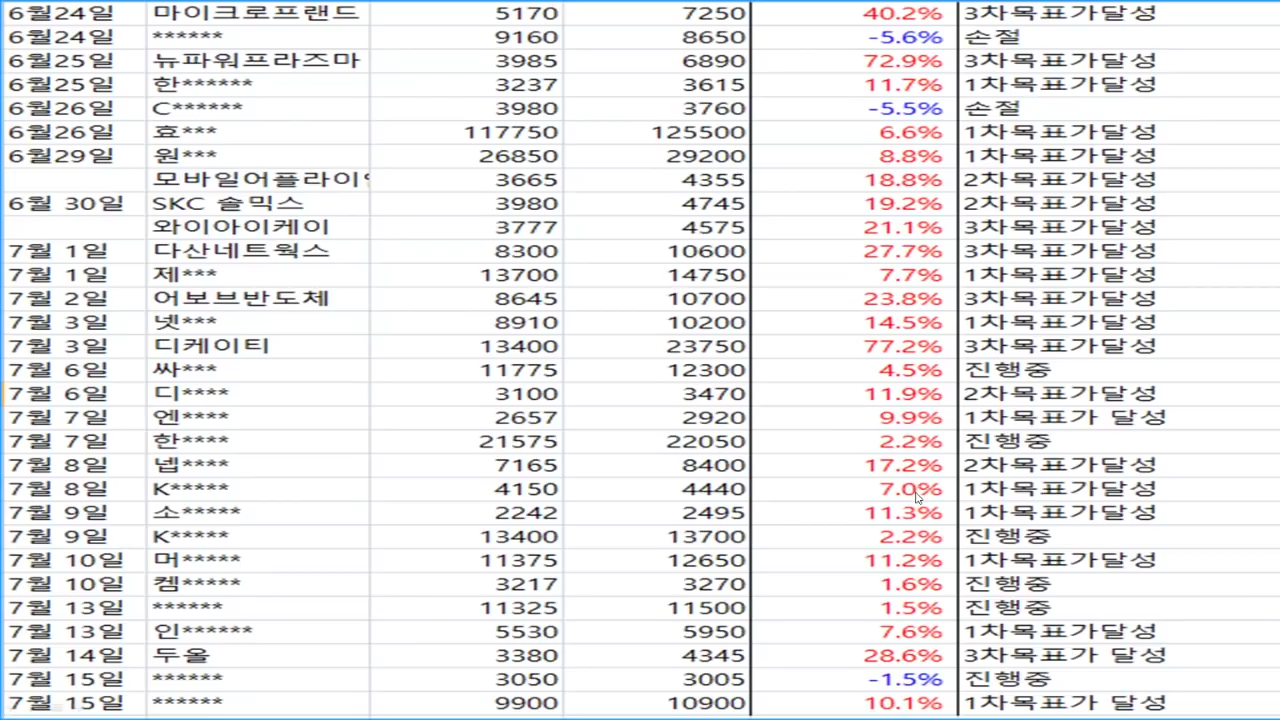 6월24일 마이크로프랜드 5170 7250 40.2% 3차목표가달성
6월24일 ****** 9160 8650 -5.6% 손절
6월25일 뉴파워프라즈마 3985 6890 72.9% 3차목표가달성
6월25일 한****** 3237 3615 11.7% 1차목표가달성
6월26일 C****** 3980 3760 -5.5% 손절
6월26일 효*** 117750 125500 6.6% 1차목표가달성
6월29일 원*** 26850 29200 8.8% 1차목표가달성
모바일어플라이 3665 4355 18.8% 2차목표가달성
6월 30일 SKC 솔믹스 3980 4745 19.2% 2차목표가달성
와이아이케이 3777 4575 21.1% 3차목표가달성
7월 1일 다산네트웍스 8300 10600 27.7% 3차목표가달성
7월 1일 제*** 13700 14750 7.7% 1차목표가달성
7월 2일 어보브반도체 8645 10700 23.8% 3차목표가달성
7월 3일 넷*** 8910 10200 14.5% 1차목표가달성
7월 3일 디케이티 13400 23750 77.2% 3차목표가달성
7월 6일 싸*** 11775 12300 4.5% 진행중
7월 6일 디**** 3100 3470 11.9% 2차목표가달성
7월 7일 엔**** 2657 2920 9.9% 1차목표가 달성
7월 7일 한**** 21575 22050 2.2% 진행중
7월 8일 넵**** 7165 8400 17.2% 2차목표가달성
7월 8일 K***** 4150 4440 7.0% 1차목표가달성
7월 9일 소***** 2242 2495 11.3% 1차목표가달성
7월 9일 K***** 13400 13700 2.2% 진행중
7월 10일 머***** 11375 12650 11.2% 1차목표가달성
7월 10일 켐***** 3217 3270 1.6% 진행중
7월 13일 ****** 11325 11500 1.5% 진행중
7월 13일 인****** 5530 5950 7.6% 1차목표가달성
7월 14일 두올 3380 4345 28.6% 3차목표가 달성
7월 15일 ****** 3050 3005 -1.5% 진행중
7월 15일 ****** 9900 10900 10.1% 1차목표가 달성